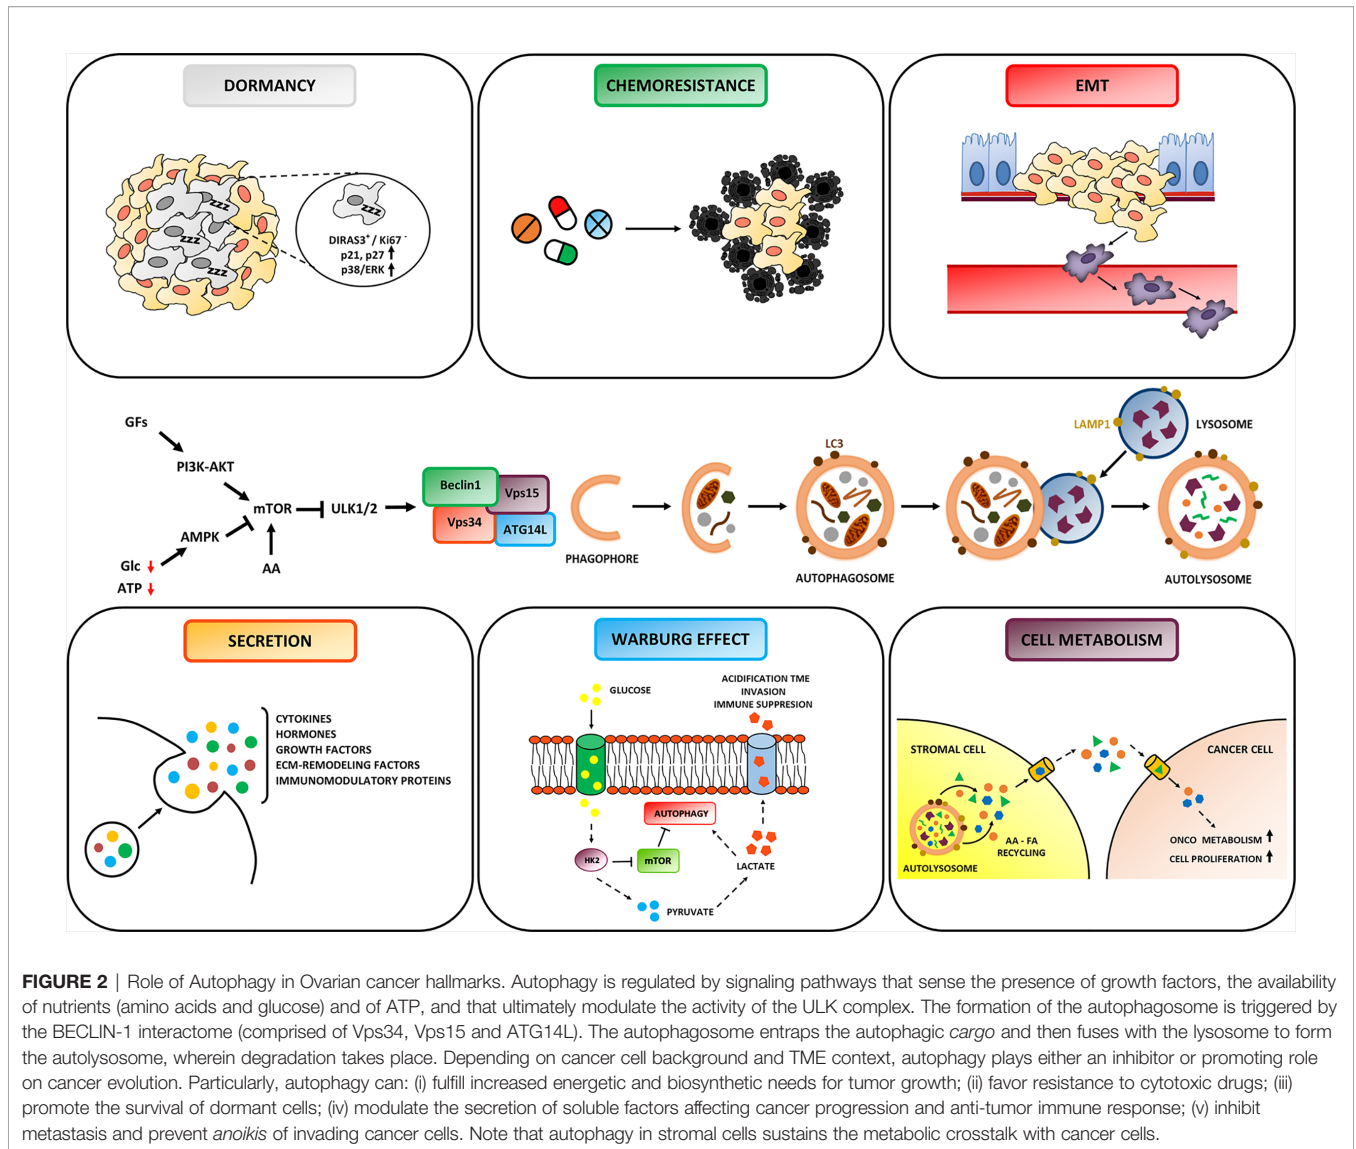 DORMANCY
zzz
zzz
zzz
zzz
DIRAS3+ / Ki67 -
p21, p27
p38/ERK
CHEMORESISTANCE
EMT
GFs
PI3K-AKT
mTOR
ULK1/2
AMPK
Glc
ATP
AA
Beclin1
Vps15
Vps34
ATG14L
PHAGOPHORE
LC3
AUTOPHAGOSOME
LAMP1
LYSOSOME
AUTOLYSOSOME
SECRETION
CYTOKINES
HORMONES
GROWTH FACTORS
ECM-REMODELING FACTORS
IMMUNOMODULATORY PROTEINS
WARBURG EFFECT
GLUCOSE
ACIDIFICATION TME
INVASION
IMMUNE SUPPRESION
AUTOPHAGY
HK2
mTOR
LACTATE
PYRUVATE
CELL METABOLISM
STROMAL CELL
CANCER CELL
AA - FA
RECYCLING
AUTOLYSOSOME
ONCO METABOLISM
CELL PROLIFERATION
FIGURE 2 | Role of Autophagy in Ovarian cancer hallmarks. Autophagy is regulated by signaling pathways that sense the presence of growth factors, the availability
of nutrients (amino acids and glucose) and of ATP, and that ultimately modulate the activity of the ULK complex. The formation of the autophagosome is triggered by
the BECLIN-1 interactome (comprised of Vps34, Vps15 and ATG14L). The autophagosome entraps the autophagic cargo and then fuses with the lysosome to form
the autolysosome, wherein degradation takes place. Depending on cancer cell background and TME context, autophagy plays either an inhibitor or promoting role
on cancer evolution. Particularly, autophagy can: (i) fulfill increased energetic and biosynthetic needs for tumor growth; (ii) favor resistance to cytotoxic drugs; (iii)
promote the survival of dormant cells; (iv) modulate the secretion of soluble factors affecting cancer progression and anti-tumor immune response; (v) inhibit
metastasis and prevent anoikis of invading cancer cells. Note that autophagy in stromal cells sustains the metabolic crosstalk with cancer cells.